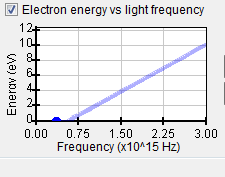 Electron energy vs light frequency
12
10
8
6
4
2
0
0.00 0.75 1.50 2.25 3.00
Energy (eV)
Frequency (x10^15 Hz)